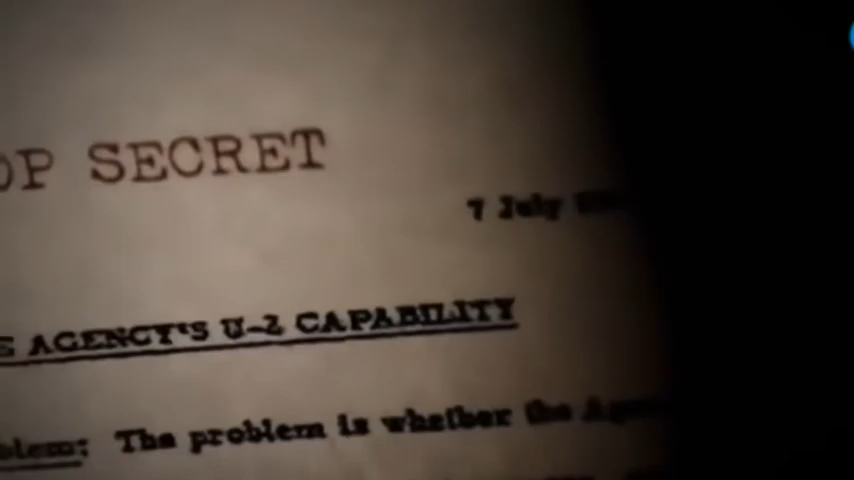 OP SECRET
7 July
S AGENCY'S U-2 CAPABILITY
blem: The problem is whether the